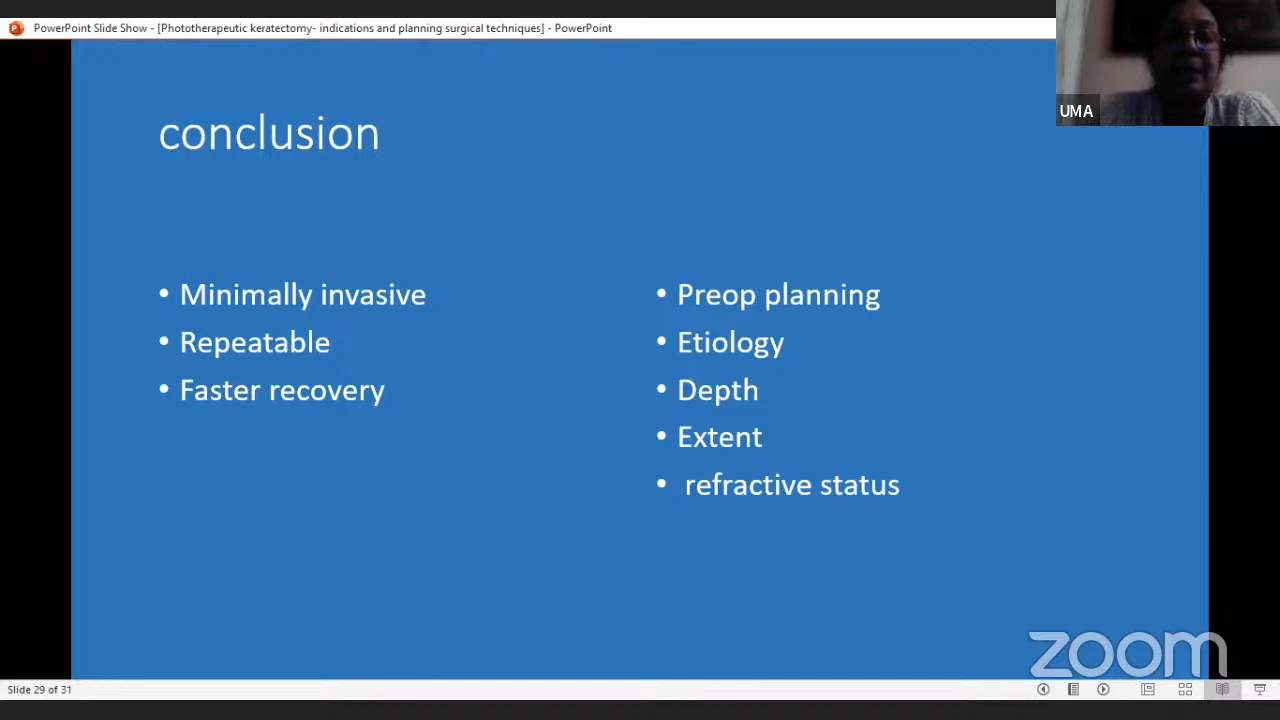 PowerPoint Slide Show - [Phototherapeutic keratectomy- indications and planning surgical techniques] - PowerPoint
UMA
conclusion
• Minimally invasive
• Repeatable
• Faster recovery
• Preop planning
• Etiology
• Depth
• Extent
• refractive status
zoom
Slide 29 of 31